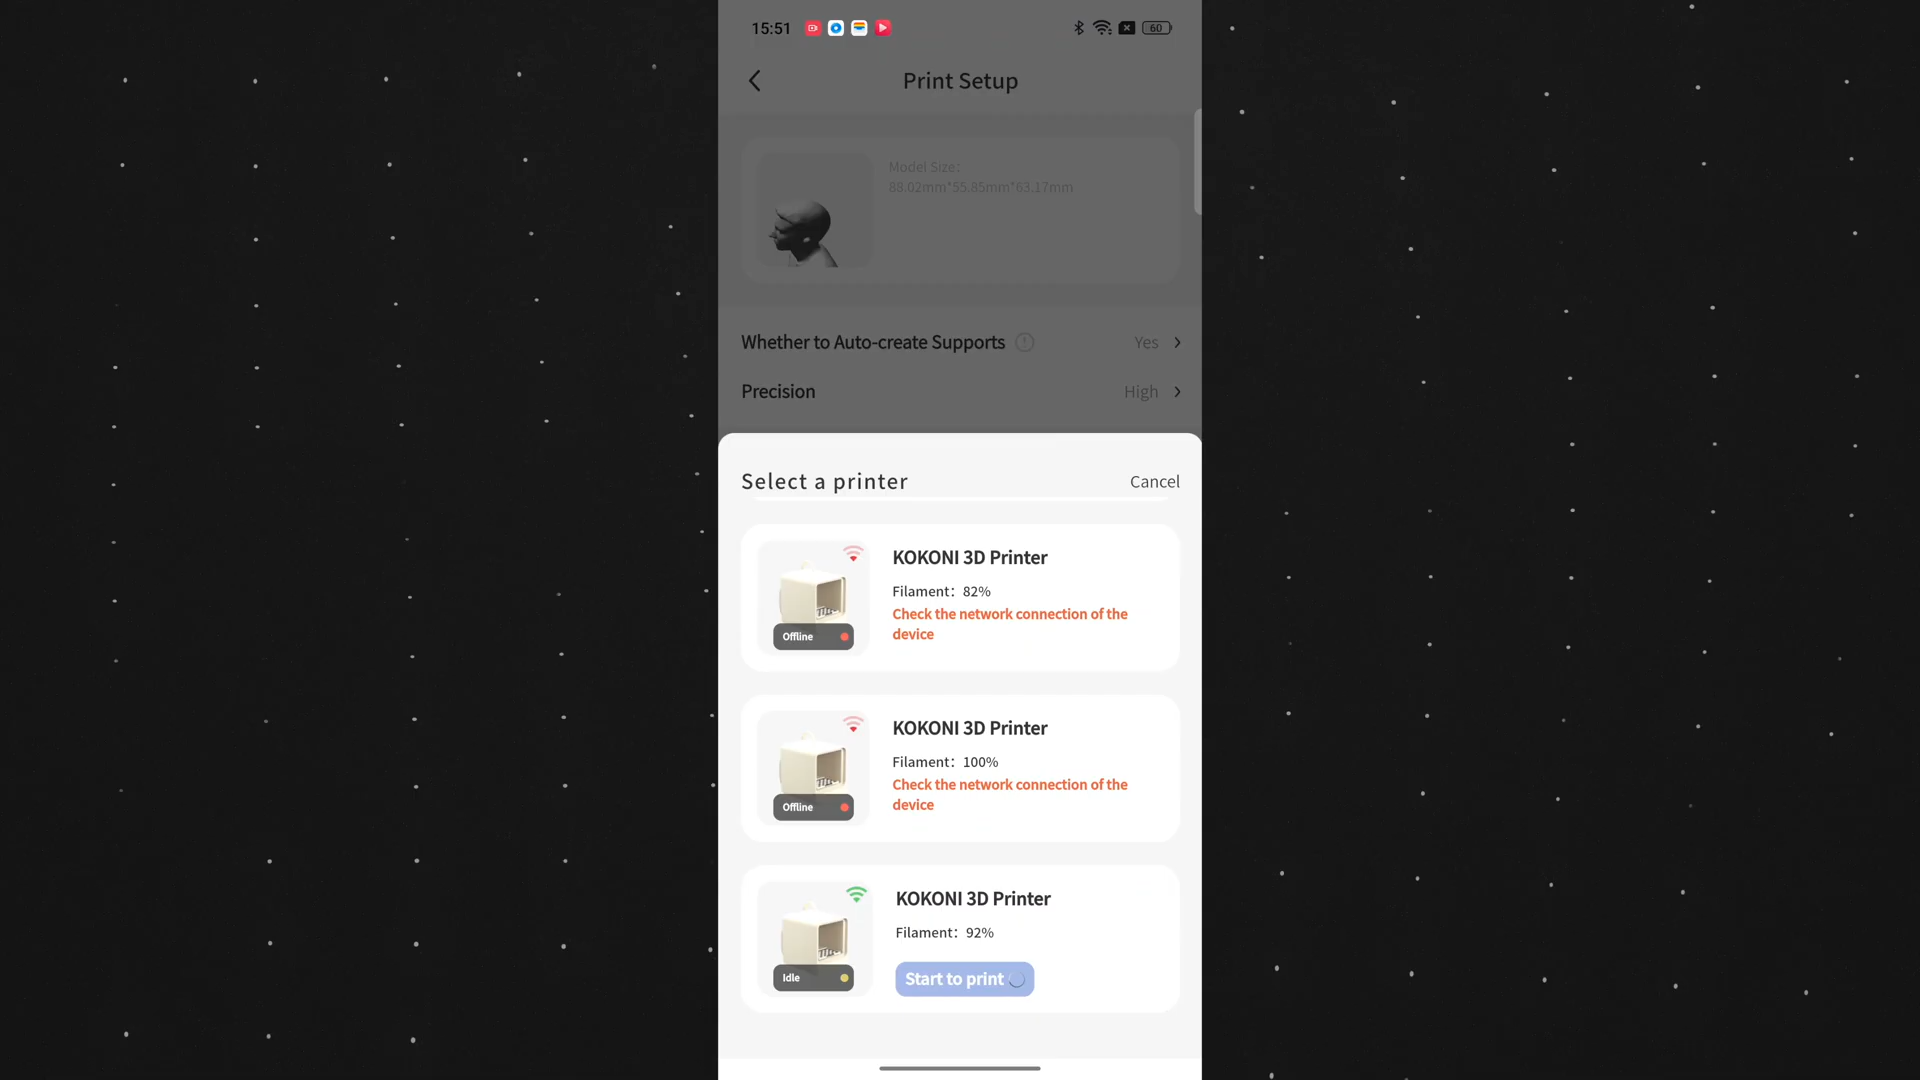 15:51
60
Print Setup
Model Size:
88.02mm*55.85mm*63.17mm
Whether to Auto-create Supports
Yes
Precision
High
Select a printer
Cancel
KOKONI 3D Printer
Filament: 82%
Check the network connection of the
device
Offline
KOKONI 3D Printer
Filament: 100%
Check the network connection of the
device
Offline
KOKONI 3D Printer
Filament: 92%
Idle
Start to print